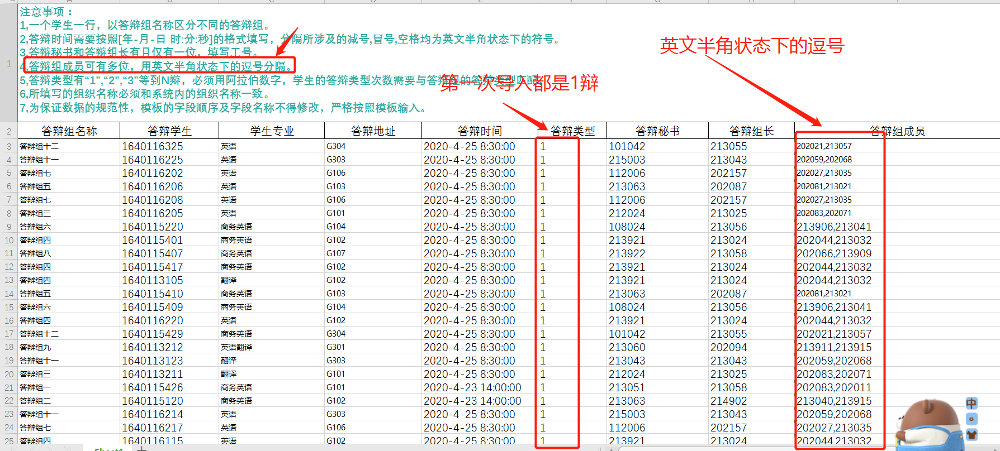 注意事项：
1,一个学生一行，以答辩组名称区分不同的答辩组。
2,答辩时间需要按照[年-月-日 时:分:秒]的格式填写，分隔所涉及的减号,冒号,空格均为英文半角状态下的符号。
3,答辩秘书和答辩组长有且仅有一位，填写工号。
4,答辩组成员可有多位，用英文半角状态下的逗号分隔。
5,答辩类型有“1”,“2”,“3”等到N辩，必须用阿拉伯数字，学生的答辩类型次数需要与答辩组的答辩类型匹配
6,所填写的组织名称必须和系统内的组织名称一致。
7,为保证数据的规范性，模板的字段顺序及字段名称不得修改，严格按照模板输入。
英文半角状态下的逗号
第一次导入都是1辩
1
2 答辩组名称 答辩学生 学生专业 答辩地址 答辩时间 答辩类型 答辩秘书 答辩组长 答辩组成员
3 答辩组十二 1640116325 英语 G304 2020-4-25 8:30:00 1 101042 213055 202021,213057
4 答辩组十一 1640116225 英语 G303 2020-4-25 8:30:00 1 215003 213043 202059,202068
5 答辩组七 1640116202 英语 G106 2020-4-25 8:30:00 1 112006 202157 202027,213035
6 答辩组五 1640116206 英语 G103 2020-4-25 8:30:00 1 213063 202087 202081,213021
7 答辩组七 1640116208 英语 G106 2020-4-25 8:30:00 1 112006 202157 202027,213035
8 答辩组三 1640116205 英语 G101 2020-4-25 8:30:00 1 212024 213025 202083,202071
9 答辩组六 1640115220 商务英语 G104 2020-4-25 8:30:00 1 108024 213056 213906,213041
10 答辩组四 1640115401 商务英语 G102 2020-4-25 8:30:00 1 213921 213024 202044,213032
11 答辩组八 1640115407 商务英语 G107 2020-4-25 8:30:00 1 213922 213058 202066,213909
12 答辩组四 1640115417 商务英语 G102 2020-4-25 8:30:00 1 213921 213024 202044,213032
13 答辩组四 1640113105 翻译 G102 2020-4-25 8:30:00 1 213921 213024 202044,213032
14 答辩组五 1640115410 商务英语 G103 2020-4-25 8:30:00 1 213063 202087 202081,213021
15 答辩组六 1640115409 商务英语 G104 2020-4-25 8:30:00 1 108024 213056 213906,213041
16 答辩组四 1640116220 英语 G102 2020-4-25 8:30:00 1 213921 213024 202044,213032
17 答辩组十二 1640115429 商务英语 G304 2020-4-25 8:30:00 1 101042 213055 202021,213057
18 答辩组九 1640113212 英语翻译 G301 2020-4-25 8:30:00 1 213060 202094 213911,213915
19 答辩组十一 1640113123 翻译 G303 2020-4-25 8:30:00 1 213043 213043 202059,202068
20 答辩组三 1640113211 翻译 G101 2020-4-25 8:30:00 1 212024 213025 202083,202071
21 答辩组一 1640115426 商务英语 G101 2020-4-23 14:00:00 1 213051 213058 202083,202011
22 答辩组二 1640115120 商务英语 G102 2020-4-23 14:00:00 1 213063 214902 213040,213915
23 答辩组十一 1640116214 英语 G303 2020-4-25 8:30:00 1 215003 213043 202059,202068
24 答辩组七 1640116217 英语 G106 2020-4-25 8:30:00 1 112006 202157 202027,213035
25 答辩组四 1640116115 英语 G102 2020-4-25 8:30:00 1 213921 213024 202044,213032
中
Sheet1